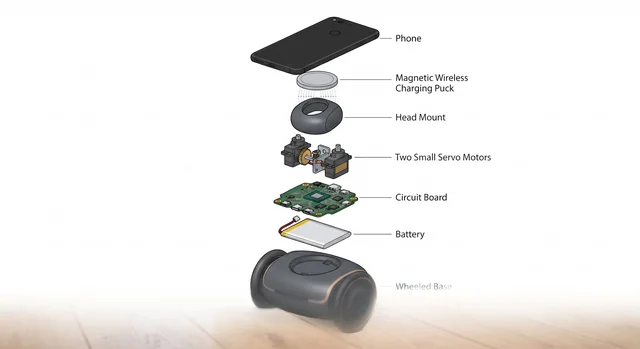 Phone
Magnetic Wireless
Charging Puck
Head Mount
Two Small Servo Motors
Circuit Board
Battery
Wheeled Base